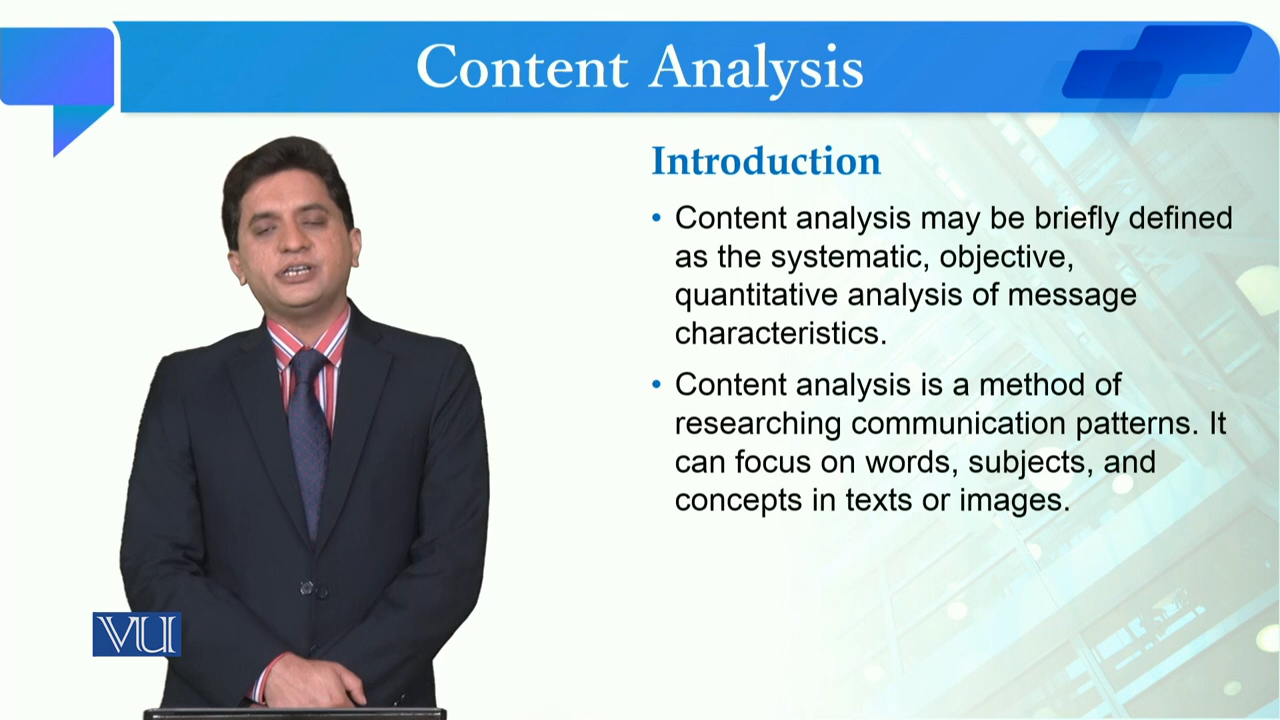 Content Analysis
Introduction
• Content analysis may be briefly defined
as the systematic, objective,
quantitative analysis of message
characteristics.
• Content analysis is a method of
researching communication patterns. It
can focus on words, subjects, and
concepts in texts or images.
VU